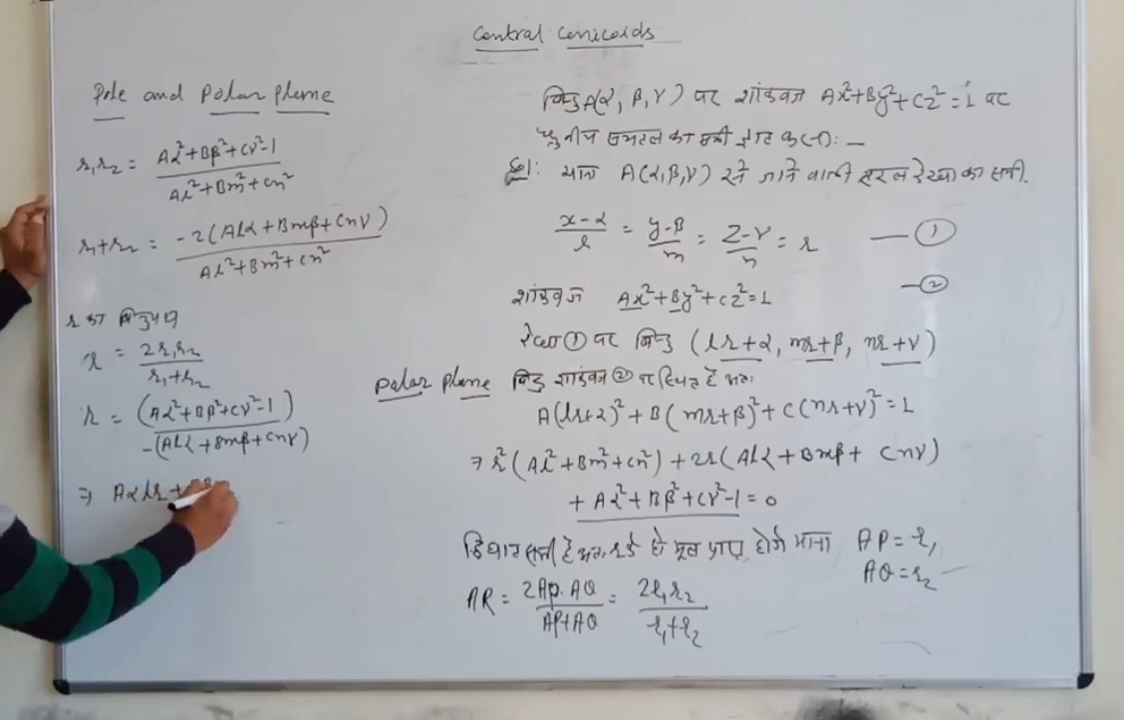 Central Conicoids
Pole and Polar Plane
r₁r₂ = (Aα²+Bβ²+Cγ²-1) / (Al²+Bm²+Cn²)
r₁+r₂ = -2(Alα+Bmβ+Cnγ) / (Al²+Bm²+Cn²)
r का
r = 2r₁r₂ / (r₁+r₂)
r = (Aα²+Bβ²+Cγ²-1) / -(Alα+Bmβ+Cnγ)
⇒ Aαlr +
बिन्दु A(α, β, γ) पर शांकवज Ax²+By²+Cz²=1 पर
ध्रुवीय समतल का समी ज्ञात करना: —
हल: माना A(α,β,γ) से जाने वाली सरल रेखा का समी.
(x-α)/l = (y-β)/m = (z-γ)/n = r —①
शांकवज Ax²+By²+Cz²=1 —②
रेखा ① पर बिन्दु (lr+α, mr+β, nr+γ)
Polar Plane बिन्दु शांकवज ② पर स्थित है अतः
A(lr+α)²+B(mr+β)²+C(nr+γ)²=1
⇒ r²(Al²+Bm²+Cn²)+2r(Alα+Bmβ+Cnγ)
+Aα²+Bβ²+Cγ²-1=0
द्विघात समी है अतः r के दो मूल प्राप्त होंगे माना AP=r₁
AQ=r₂
AR = 2AP·AQ / (AP+AQ) = 2r₁r₂ / (r₁+r₂)